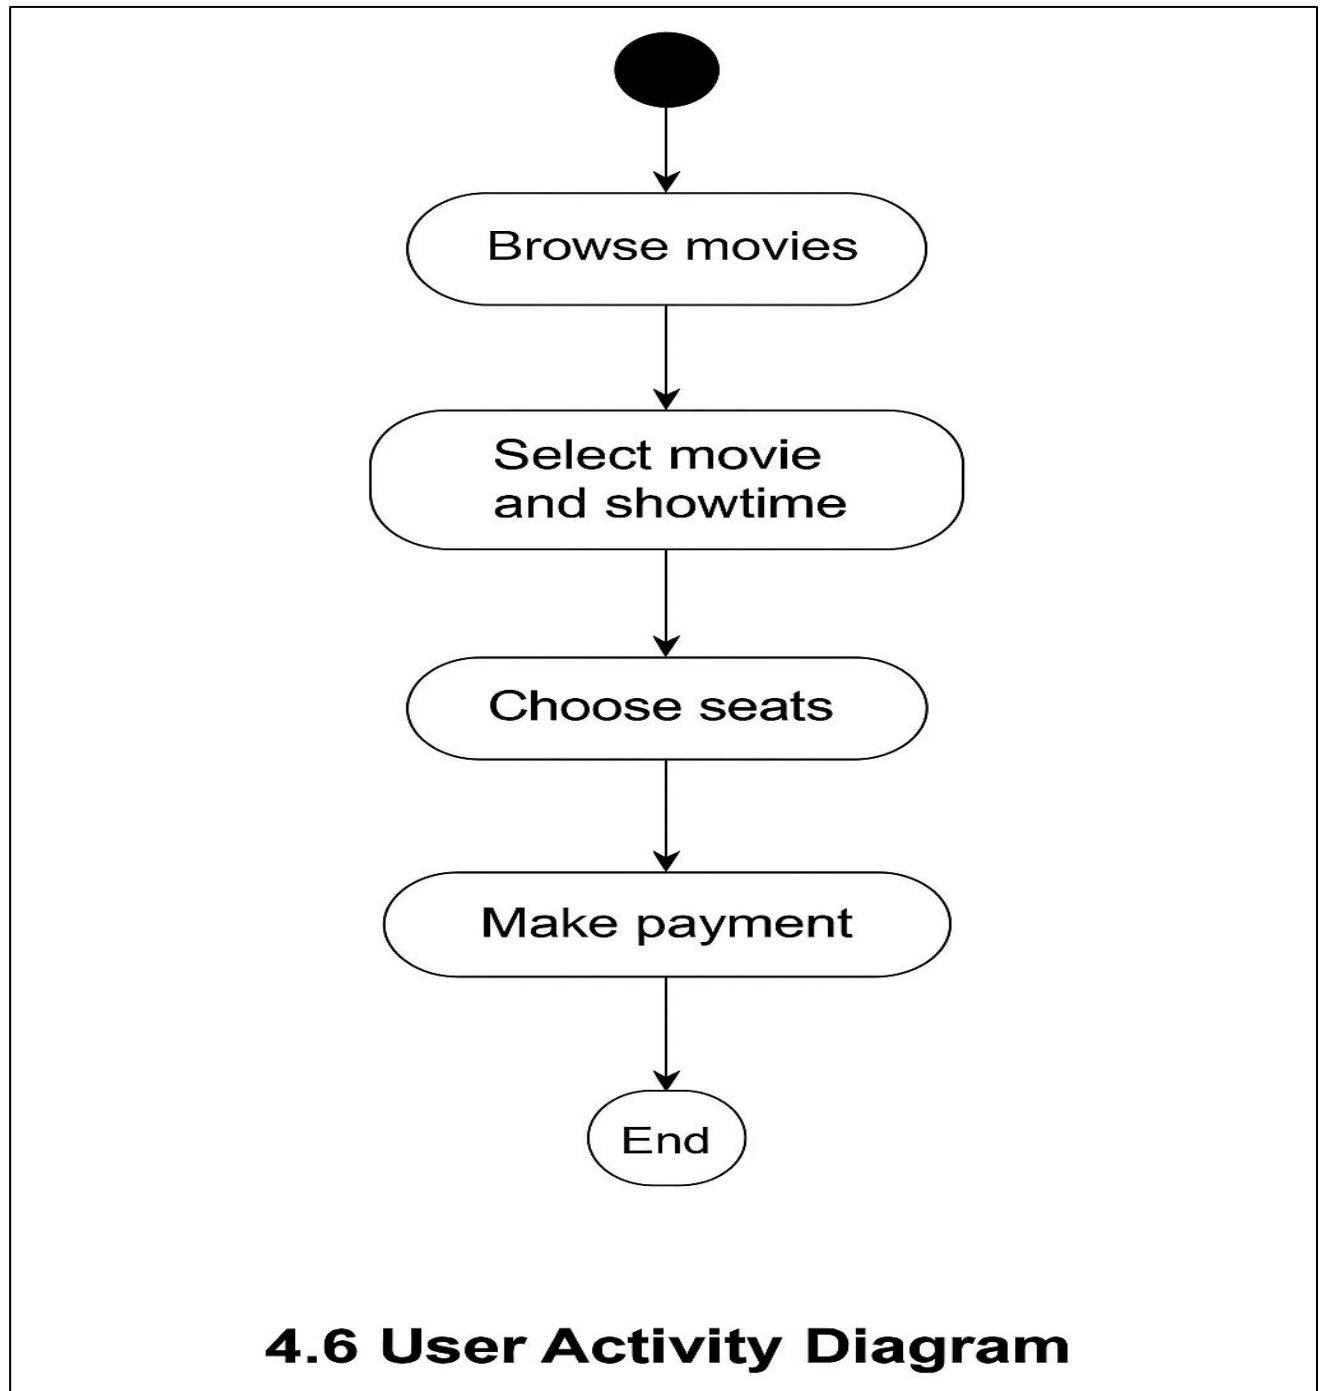 Browse movies
Select movie
and showtime
Choose seats
Make payment
End
4.6 User Activity Diagram